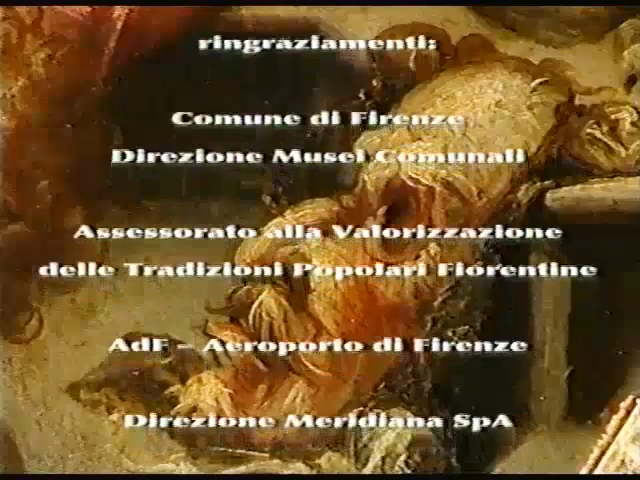 ringraziamenti:
Comune di Firenze
Direzione Musei Comunali
Assessorato alla Valorizzazione
delle Tradizioni Popolari Fiorentine
AdF - Aeroporto di Firenze
Direzione Meridiana SpA